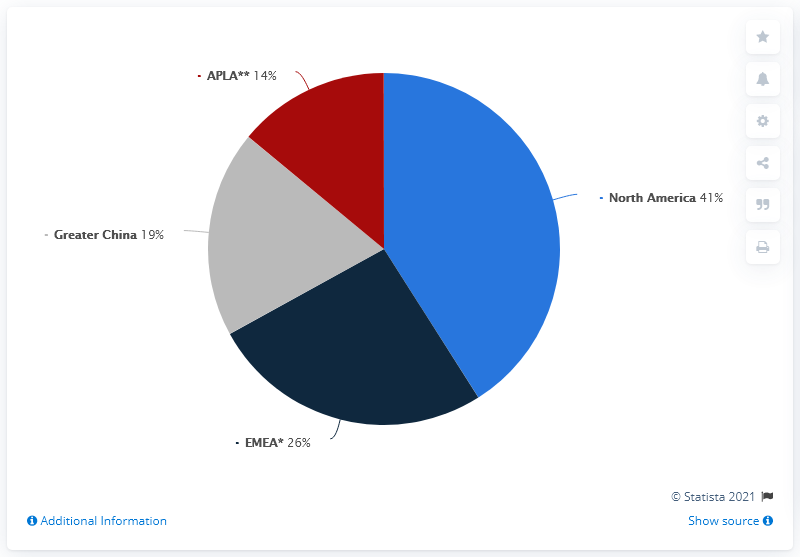 APLA** 14%
North America 41%
Greater China 19%
EMEA* 26%
© Statista 2021
Additional Information
Show source